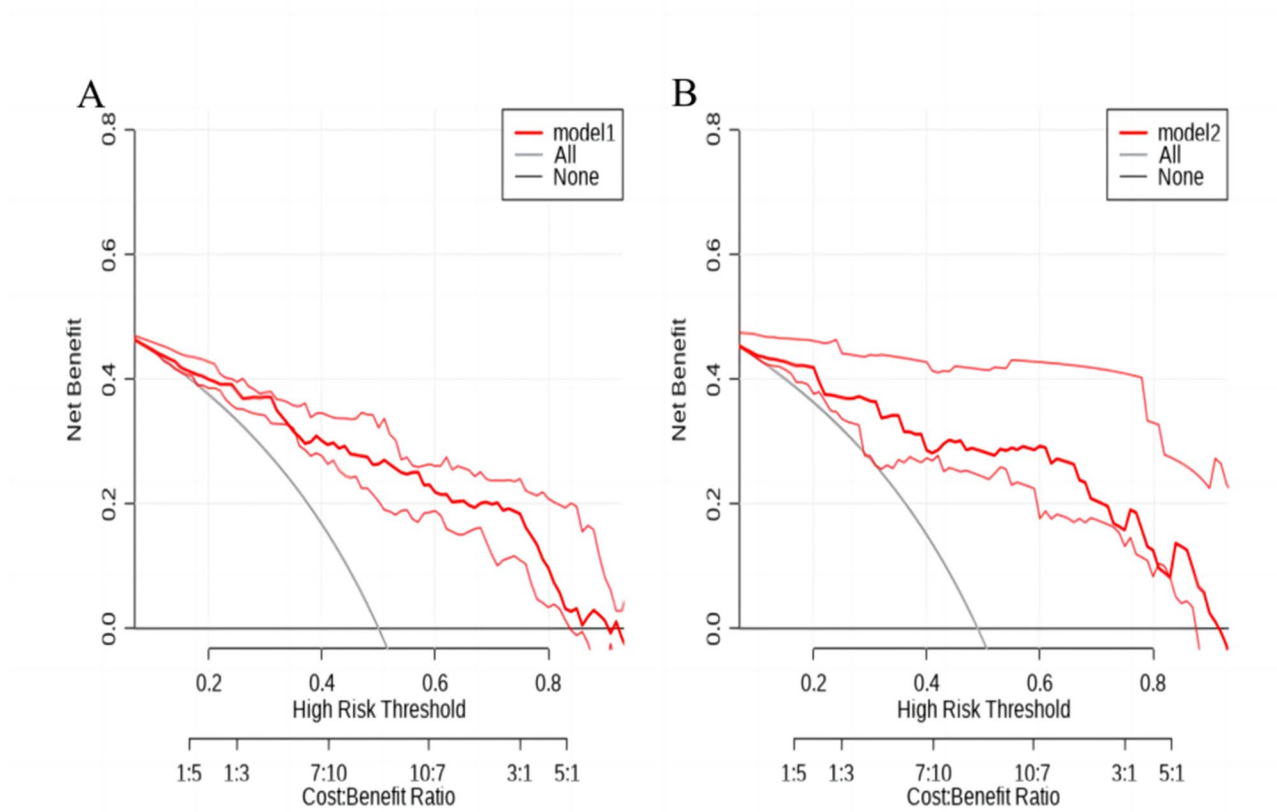 A
model1
All
None
0.8
0.6
0.4
0.2
0.0
Net Benefit
0.2 0.4 0.6 0.8
High Risk Threshold
1:5 1:3 7:10 10:7 3:1 5:1
Cost:Benefit Ratio
B
model2
All
None
0.8
0.6
0.4
0.2
0.0
Net Benefit
0.2 0.4 0.6 0.8
High Risk Threshold
1:5 1:3 7:10 10:7 3:1 5:1
Cost:Benefit Ratio